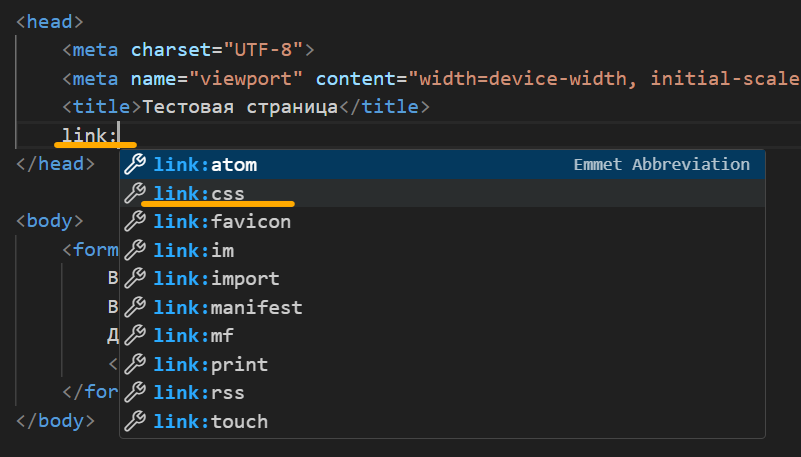 <head>
<meta charset="UTF-8">
<meta name="viewport" content="width=device-width, initial-scale
<title>Тестовая страница</title>
link:
</head>
link:atom Emmet Abbreviation
link:css
<body>
link:favicon
<form
link:im
В
link:import
В
link:manifest
Д
link:mf
<
link:print
</for
link:rss
</body>
link:touch